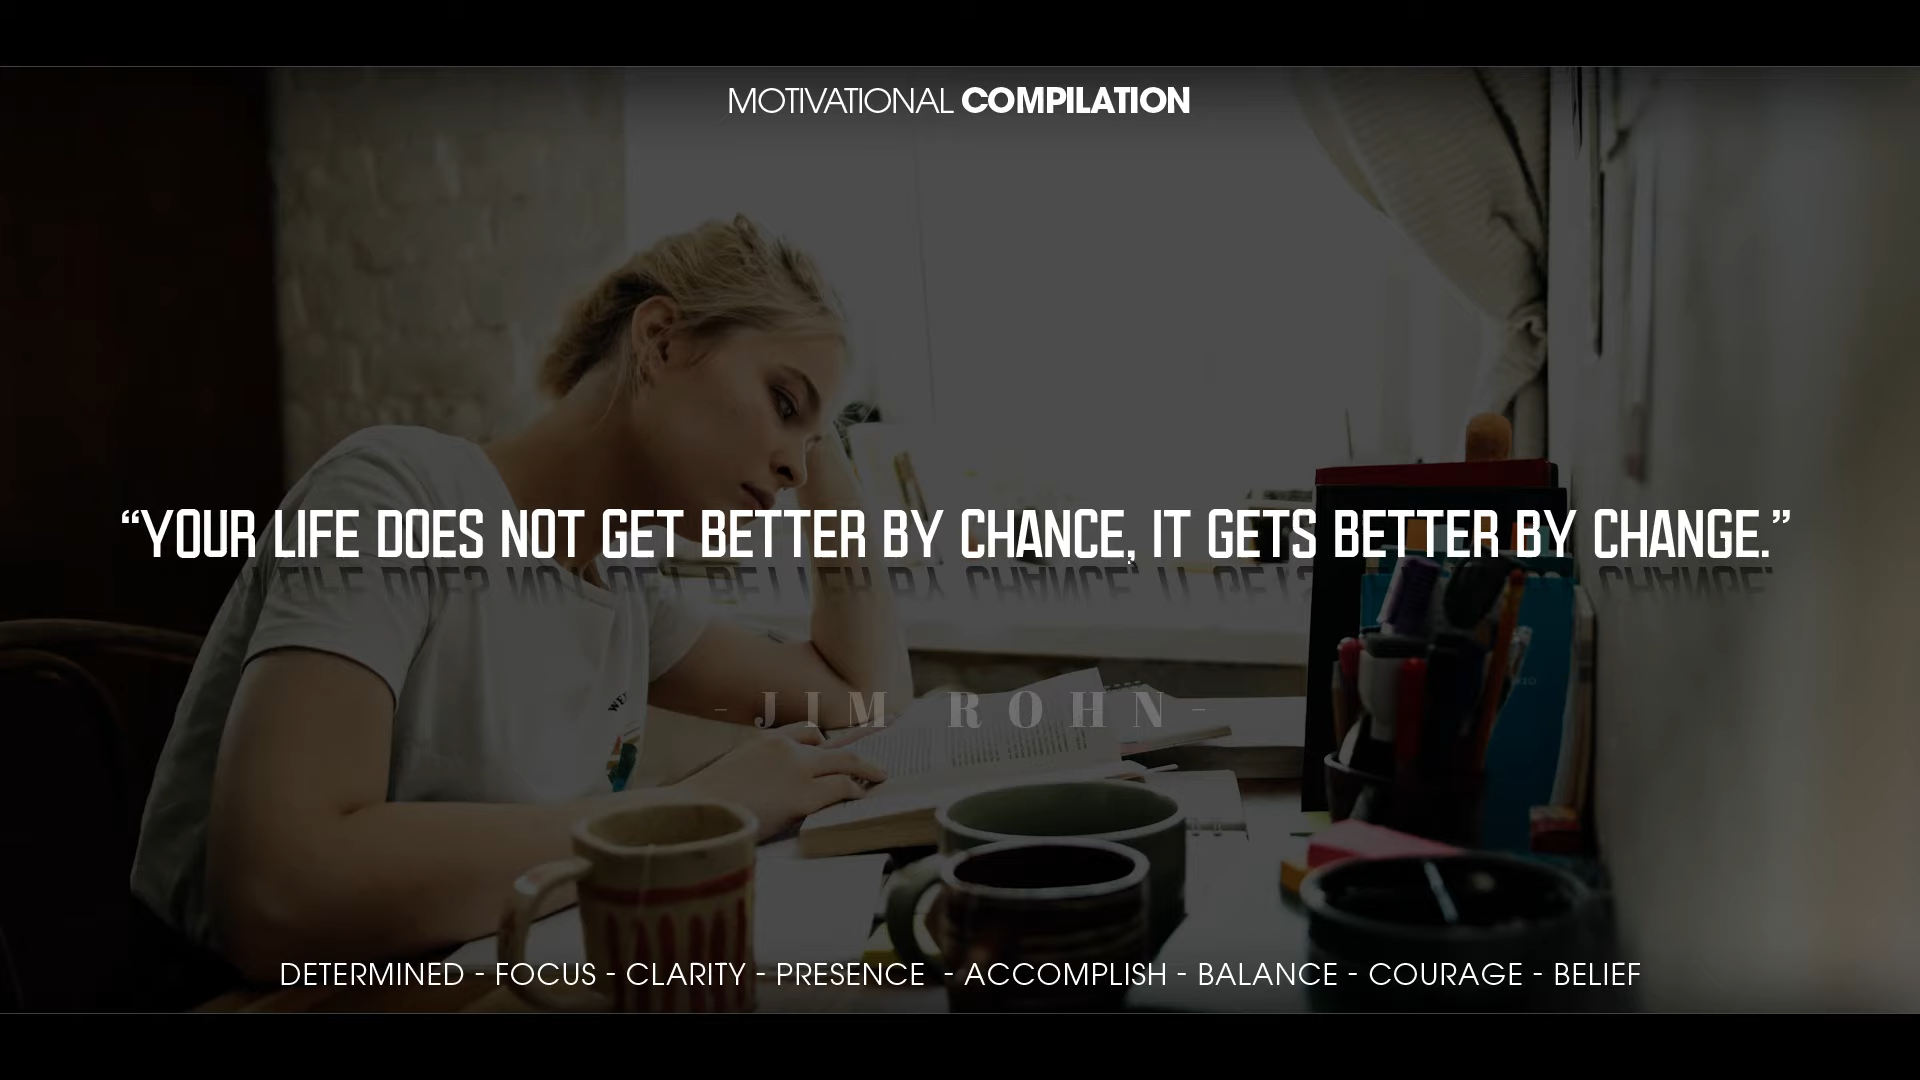 MOTIVATIONAL COMPILATION
“YOUR LIFE DOES NOT GET BETTER BY CHANCE, IT GETS BETTER BY CHANGE.”
- JIM ROHN -
DETERMINED - FOCUS - CLARITY - PRESENCE - ACCOMPLISH - BALANCE - COURAGE - BELIEF